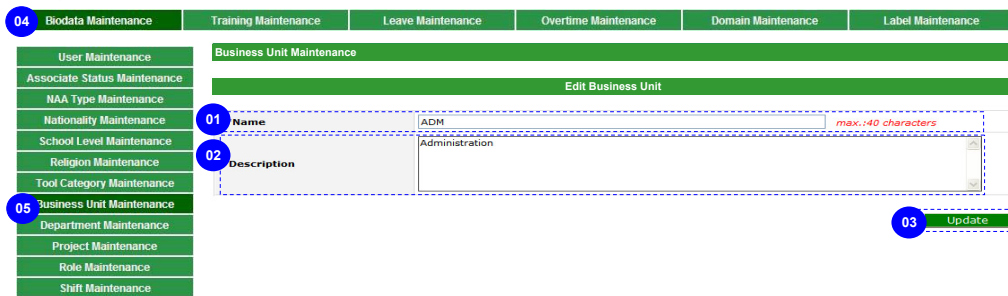 04 Biodata Maintenance Training Maintenance Leave Maintenance Overtime Maintenance Domain Maintenance Label Maintenance
Business Unit Maintenance
User Maintenance
Associate Status Maintenance
Edit Business Unit
NAA Type Maintenance
Nationality Maintenance
01 Name ADM max.:40 characters
School Level Maintenance
Administration
02 Description
Religion Maintenance
Tool Category Maintenance
05 Business Unit Maintenance
Department Maintenance
03 Update
Project Maintenance
Role Maintenance
Shift Maintenance